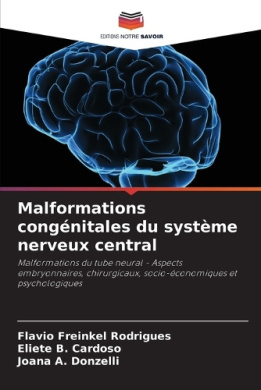 EDITIONS NOTRE SAVOIR
Malformations
congénitales du système
nerveux central
Malformations du tube neural - Aspects
embryonnaires, chirurgicaux, socio-économiques et
psychologiques
Flavio Freinkel Rodrigues
Eliete B. Cardoso
Joana A. Donzelli